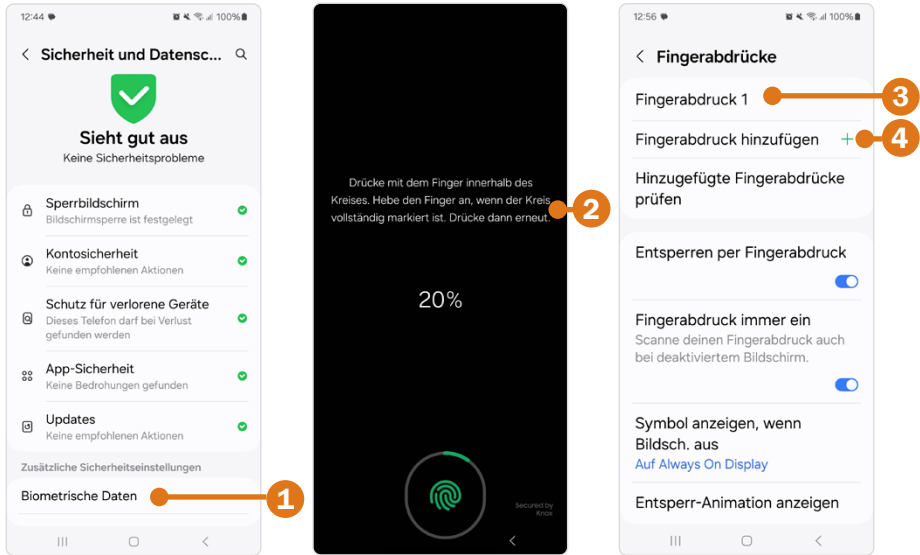 12:44
100%
Sicherheit und Datensc...
Sieht gut aus
Keine Sicherheitsprobleme
Sperrbildschirm
Bildschirmsperre ist festgelegt
Kontosicherheit
Keine empfohlenen Aktionen
Schutz für verlorene Geräte
Dieses Telefon darf bei Verlust
gefunden werden
App-Sicherheit
Keine Bedrohungen gefunden
Updates
Keine empfohlenen Aktionen
Zusätzliche Sicherheitseinstellungen
Biometrische Daten
1
Drücke mit dem Finger innerhalb des
Kreises. Hebe den Finger an, wenn der Kreis
vollständig markiert ist. Drücke dann erneut.
2
20%
Secured by
Knox
12:56
100%
Fingerabdrücke
Fingerabdruck 1
3
Fingerabdruck hinzufügen
4
Hinzugefügte Fingerabdrücke
prüfen
Entsperren per Fingerabdruck
Fingerabdruck immer ein
Scanne deinen Fingerabdruck auch
bei deaktiviertem Bildschirm.
Symbol anzeigen, wenn
Bildsch. aus
Auf Always On Display
Entsperr-Animation anzeigen